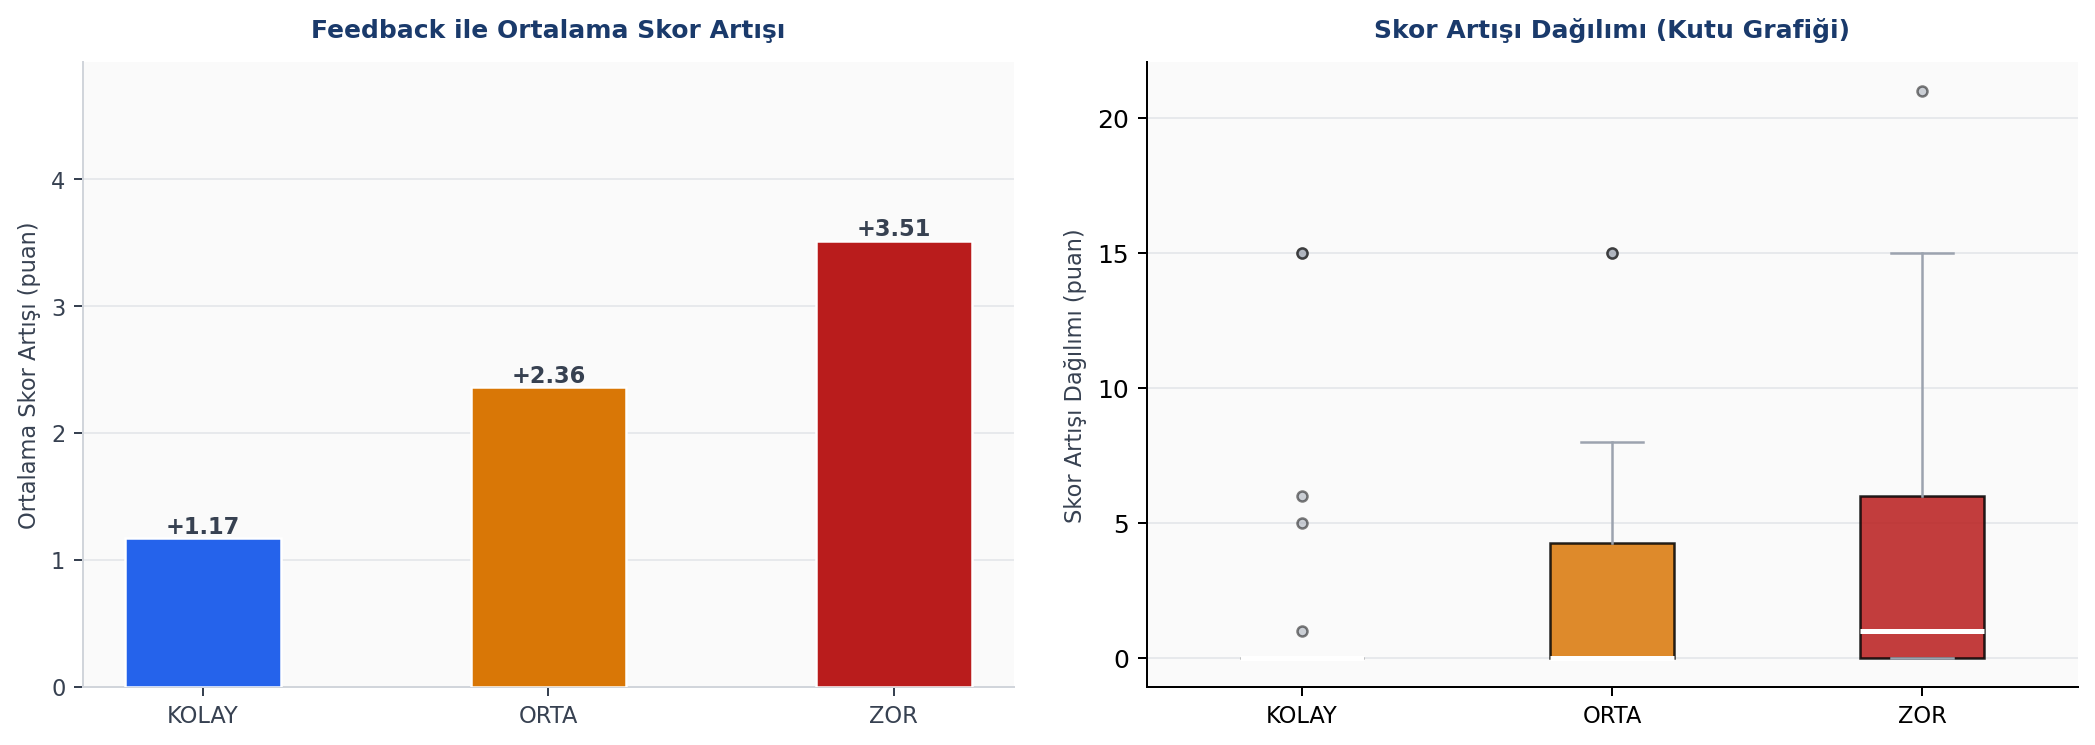 Feedback ile Ortalama Skor Artışı
Ortalama Skor Artışı (puan)
4
3
2
1
0
+1.17
+2.36
+3.51
KOLAY
ORTA
ZOR
Skor Artışı Dağılımı (Kutu Grafiği)
Skor Artışı Dağılımı (puan)
20
15
10
5
0
KOLAY
ORTA
ZOR